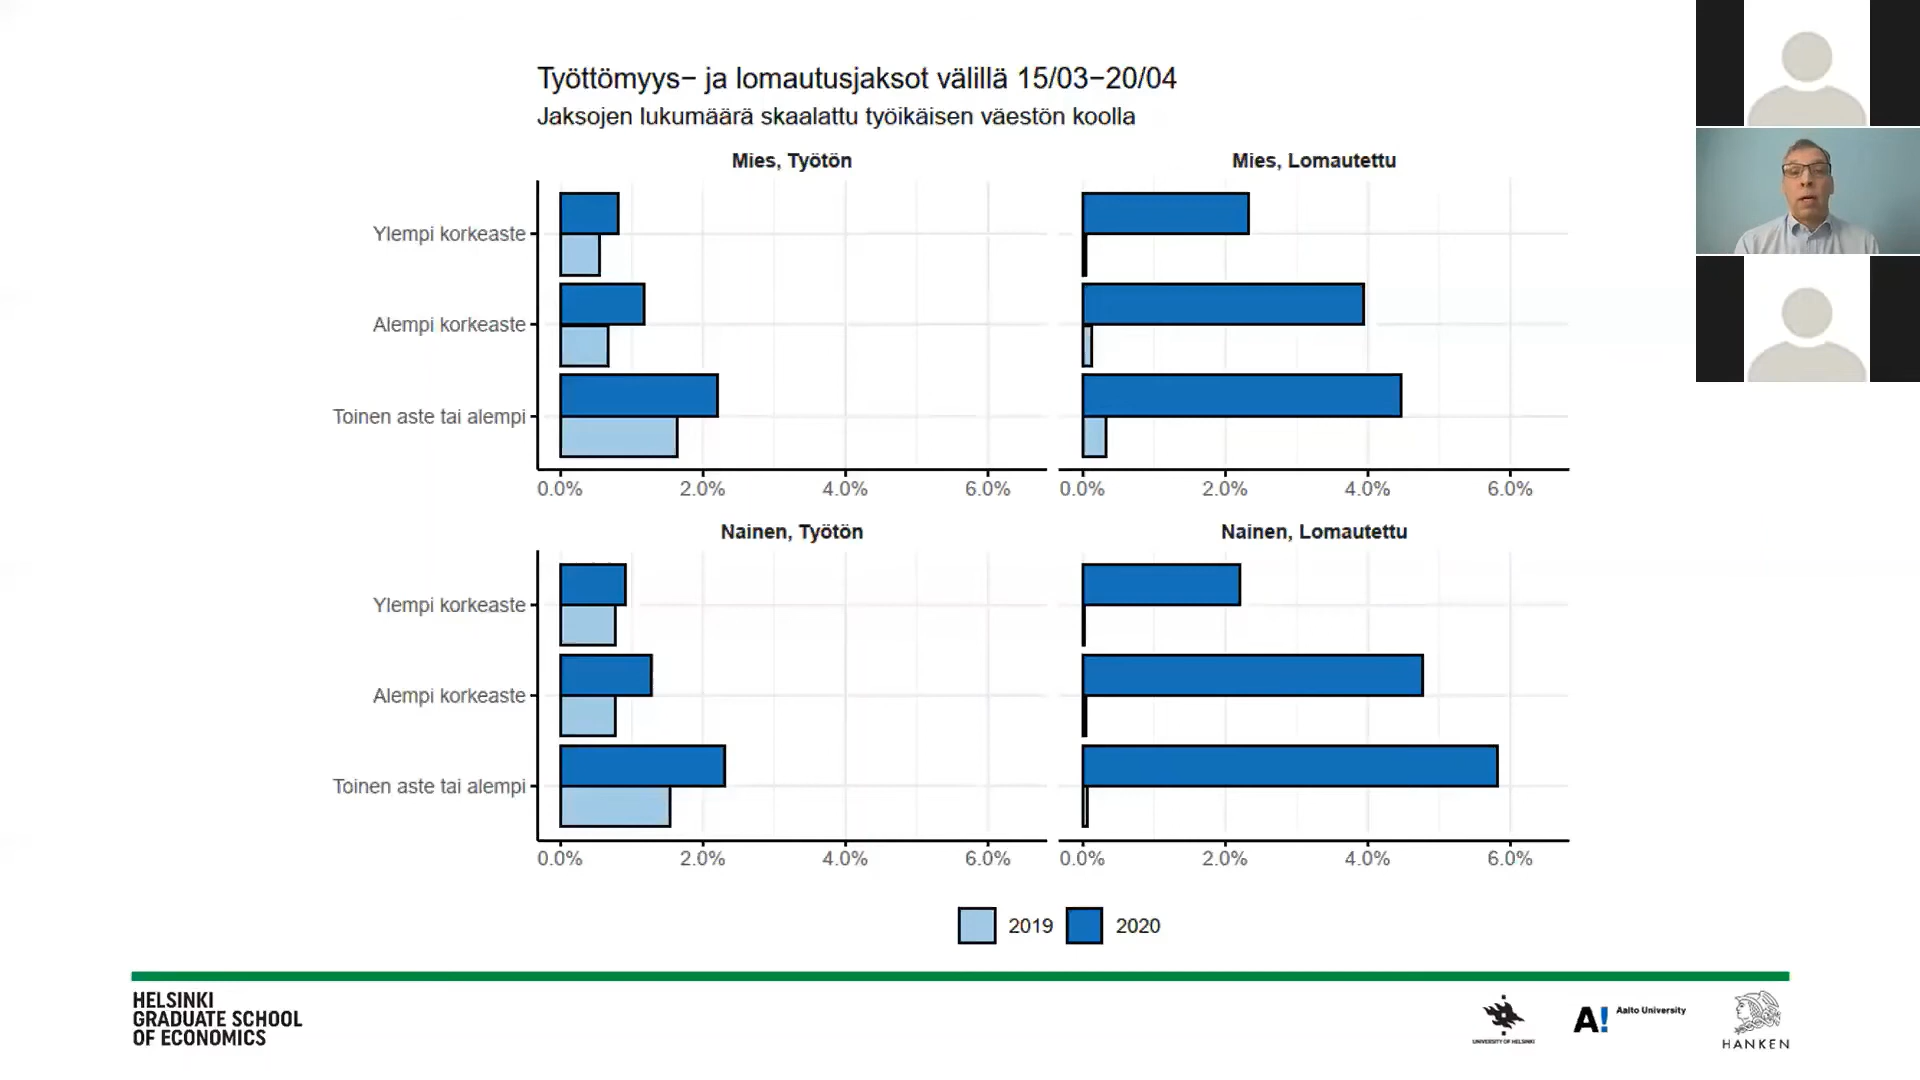 Työttömyys− ja lomautusjaksot välillä 15/03−20/04
Jaksojen lukumäärä skaalattu työikäisen väestön koolla
Mies, Työtön
Mies, Lomautettu
Ylempi korkeaste
Alempi korkeaste
Toinen aste tai alempi
0.0% 2.0% 4.0% 6.0%
0.0% 2.0% 4.0% 6.0%
Nainen, Työtön
Nainen, Lomautettu
Ylempi korkeaste
Alempi korkeaste
Toinen aste tai alempi
0.0% 2.0% 4.0% 6.0%
0.0% 2.0% 4.0% 6.0%
2019 2020
HELSINKI
GRADUATE SCHOOL
OF ECONOMICS
UNIVERSITY OF HELSINKI
A! Aalto University
HANKEN